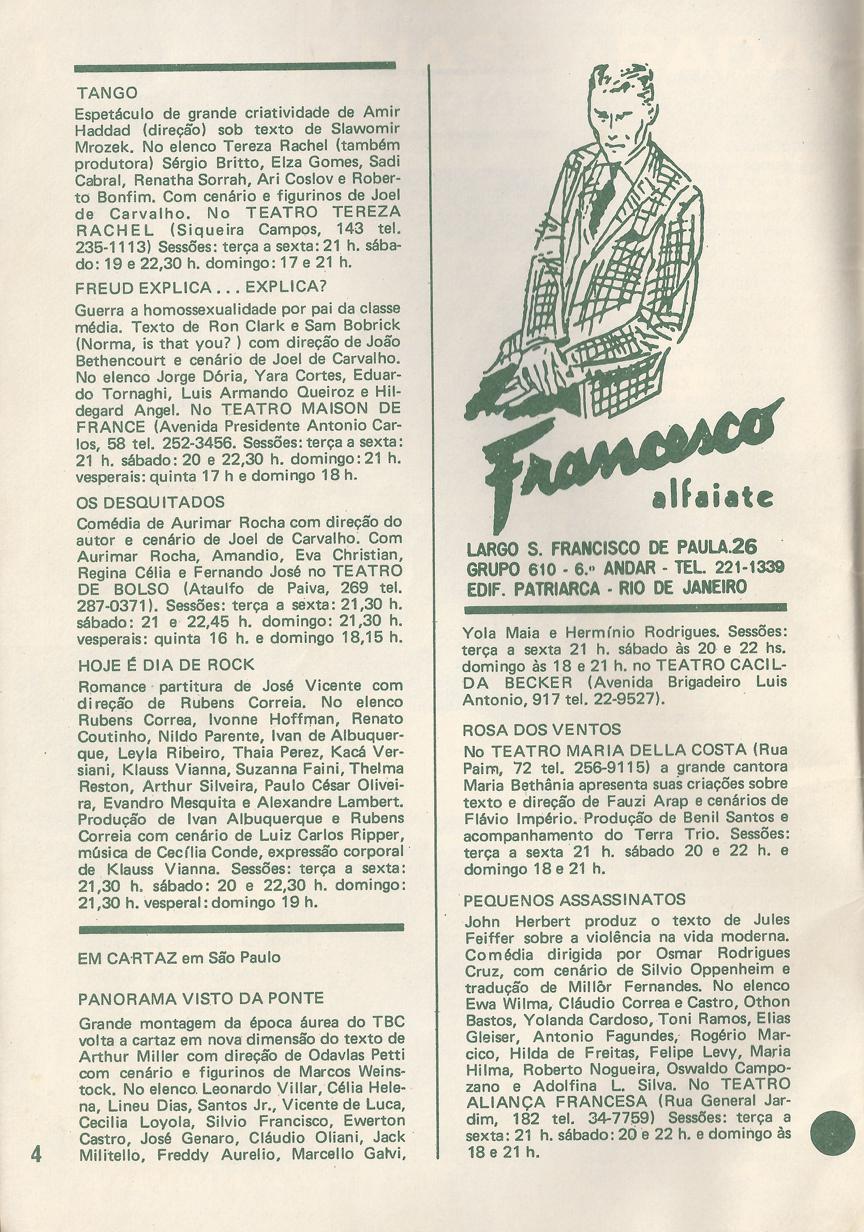 TANGO
Espetáculo de grande criatividade de Amir
Haddad (direção) sob texto de Slawomir
Mrozek. No elenco Tereza Rachel (também
produtora) Sérgio Britto, Elza Gomes, Sadi
Cabral, Renatha Sorrah, Ari Coslov e Rober-
to Bonfim. Com cenário e figurinos de Joel
de Carvalho. No TEATRO TEREZA
RACHEL (Siqueira Campos, 143 tel.
235-1113) Sessões: terça a sexta: 21 h. sába-
do: 19 e 22,30 h. domingo: 17 e 21 h.
FREUD EXPLICA . . . EXPLICA?
Guerra a homossexualidade por pai da classe
média. Texto de Ron Clark e Sam Bobrick
(Norma, is that you? ) com direção de João
Bethencourt e cenário de Joel de Carvalho.
No elenco Jorge Dória, Yara Cortes, Eduar-
do Tornaghi, Luis Armando Queiroz e Hil-
degard Angel. No TEATRO MAISON DE
FRANCE (Avenida Presidente Antonio Car-
los, 58 tel. 252-3456. Sessões: terça a sexta:
21 h. sábado: 20 e 22,30 h. domingo: 21 h.
vesperais: quinta 17 h e domingo 18 h.
OS DESQUITADOS
Comédia de Aurimar Rocha com direção do
autor e cenário de Joel de Carvalho. Com
Aurimar Rocha, Amandio, Eva Christian,
Regina Célia e Fernando José no TEATRO
DE BOLSO (Ataulfo de Paiva, 269 tel.
287-0371). Sessões: terça a sexta: 21,30 h.
sábado: 21 e 22,45 h. domingo: 21,30 h.
vesperais: quinta 16 h. e domingo 18,15 h.
HOJE É DIA DE ROCK
Romance partitura de José Vicente com
direção de Rubens Correia. No elenco
Rubens Correa, Ivonne Hoffman, Renato
Coutinho, Nildo Parente, Ivan de Albuquer-
que, Leyla Ribeiro, Thaia Perez, Kacá Ver-
siani, Klauss Vianna, Suzanna Faini, Thelma
Reston, Arthur Silveira, Paulo César Olivei-
ra, Evandro Mesquita e Alexandre Lambert.
Produção de Ivan Albuquerque e Rubens
Correia com cenário de Luiz Carlos Ripper,
música de Cecília Conde, expressão corporal
de Klauss Vianna. Sessões: terça a sexta:
21,30 h. sábado: 20 e 22,30 h. domingo:
21,30 h. vesperal: domingo 19 h.
EM CARTAZ em São Paulo
PANORAMA VISTO DA PONTE
Grande montagem da época áurea do TBC
volta a cartaz em nova dimensão do texto de
Arthur Miller com direção de Odavlas Petti
com cenário e figurinos de Marcos Weins-
tock. No elenco Leonardo Villar, Célia Hele-
na, Lineu Dias, Santos Jr., Vicente de Luca,
Cecilia Loyola, Silvio Francisco, Ewerton
Castro, José Genaro, Cláudio Oliani, Jack
Militello, Freddy Aurelio, Marcello Galvi,
4
Francesco
alfaiate
LARGO S. FRANCISCO DE PAULA.26
GRUPO 610 - 6.º ANDAR - TEL. 221-1339
EDIF. PATRIARCA - RIO DE JANEIRO
Yola Maia e Hermínio Rodrigues. Sessões:
terça a sexta 21 h. sábado às 20 e 22 hs.
domingo às 18 e 21 h. no TEATRO CACIL-
DA BECKER (Avenida Brigadeiro Luis
Antonio, 917 tel. 22-9527).
ROSA DOS VENTOS
No TEATRO MARIA DELLA COSTA (Rua
Paim, 72 tel. 256-9115) a grande cantora
Maria Bethânia apresenta suas criações sobre
texto e direção de Fauzi Arap e cenários de
Flávio Império. Produção de Benil Santos e
acompanhamento do Terra Trio. Sessões:
terça a sexta 21 h. sábado 20 e 22 h. e
domingo 18 e 21 h.
PEQUENOS ASSASSINATOS
John Herbert produz o texto de Jules
Feiffer sobre a violência na vida moderna.
Comédia dirigida por Osmar Rodrigues
Cruz, com cenário de Silvio Oppenheim e
tradução de Millôr Fernandes. No elenco
Ewa Wilma, Cláudio Correa e Castro, Othon
Bastos, Yolanda Cardoso, Toni Ramos, Elias
Gleiser, Antonio Fagundes, Rogério Mar-
cico, Hilda de Freitas, Felipe Levy, Maria
Hilma, Roberto Nogueira, Oswaldo Campo-
zano e Adolfina L. Silva. No TEATRO
ALIANÇA FRANCESA (Rua General Jar-
dim, 182 tel. 34-7759) Sessões: terça a
sexta: 21 h. sábado: 20 e 22 h. e domingo às
18 e 21 h.